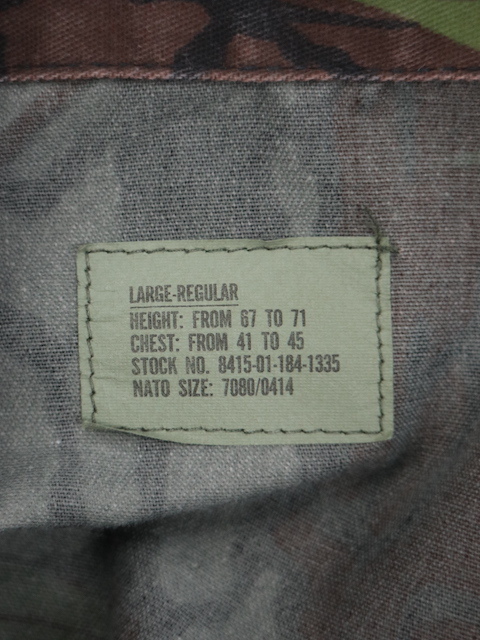 LARGE-REGULAR
HEIGHT: FROM 67 TO 71
CHEST: FROM 41 TO 45
STOCK NO. 8415-01-184-1335
NATO SIZE: 7080/0414